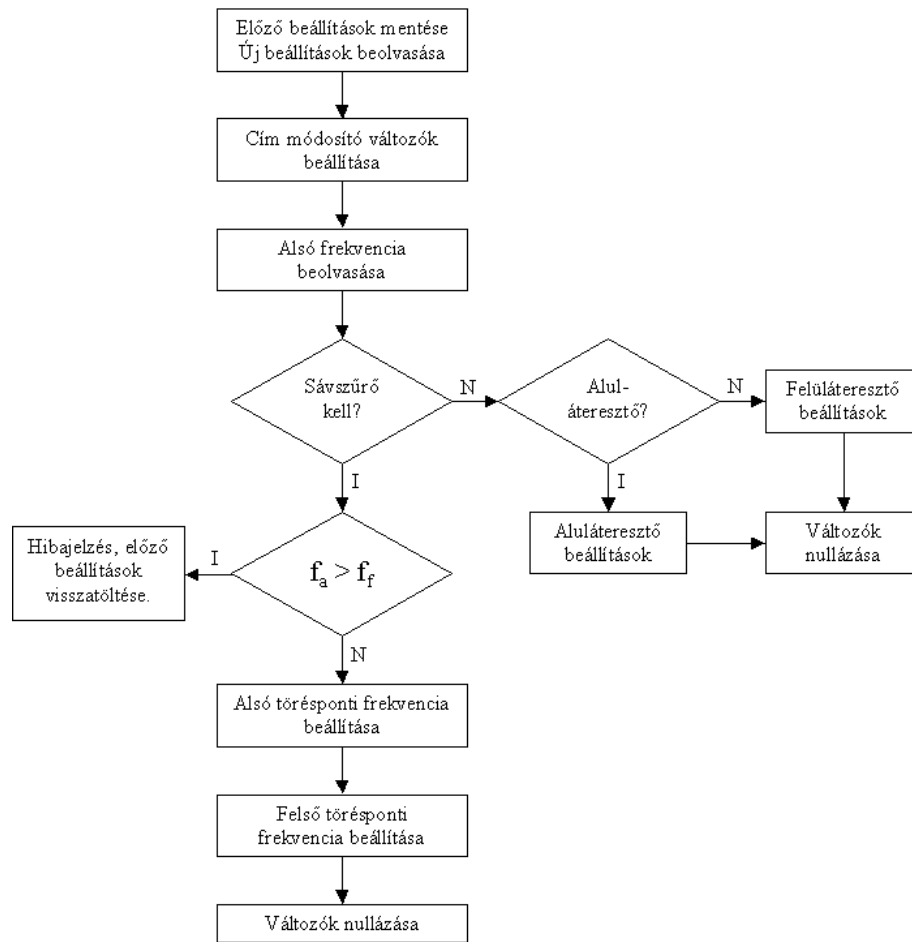 Előző beállítások mentése
Új beállítások beolvasása
Cím módosító változók
beállítása
Alsó frekvencia
beolvasása
Sávszűrő
kell?
N
Alul-
áteresztő?
N
Felüláteresztő
beállítások
I
I
Hibajelzés, előző
beállítások
visszatöltése.
I
fa > ff
Aluláteresztő
beállítások
Változók
nullázása
N
Alsó törésponti frekvencia
beállítása
Felső törésponti
frekvencia beállítása
Változók nullázása